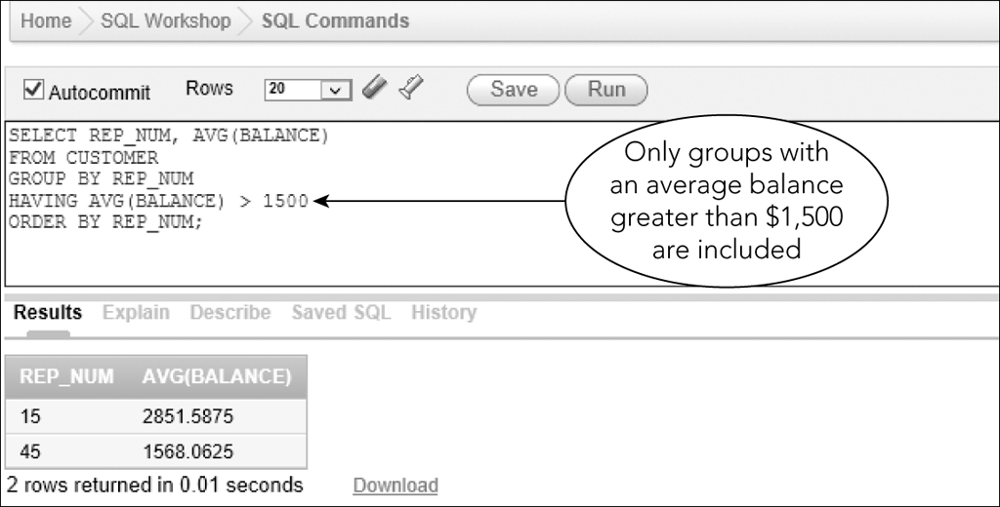 Home SQL Workshop SQL Commands
Autocommit Rows 20 Save Run
SELECT REP_NUM, AVG(BALANCE)
FROM CUSTOMER
GROUP BY REP_NUM
HAVING AVG(BALANCE) > 1500
ORDER BY REP_NUM;
Only groups with
an average balance
greater than $1,500
are included
Results Explain Describe Saved SQL History
REP_NUM AVG(BALANCE)
15 2851.5875
45 1568.0625
2 rows returned in 0.01 seconds Download